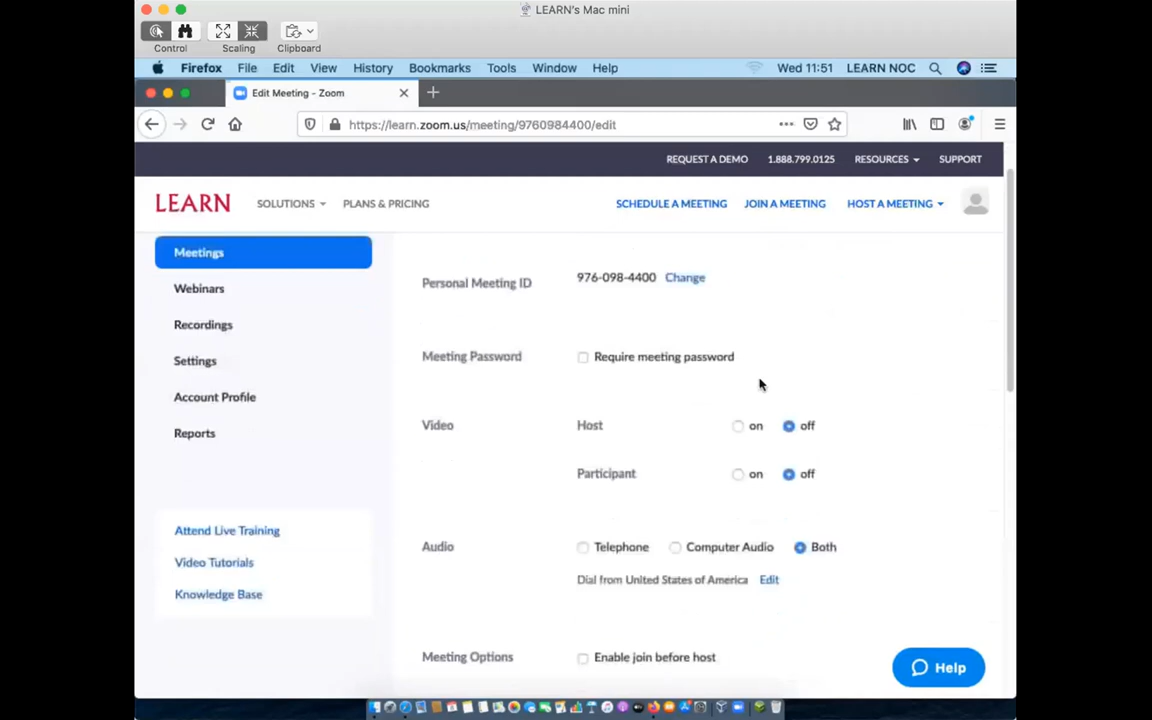 LEARN's Mac mini
Control Scaling Clipboard
Firefox File Edit View History Bookmarks Tools Window Help Wed 11:51 LEARN NOC
Edit Meeting - Zoom
https://learn.zoom.us/meeting/9760984400/edit
REQUEST A DEMO 1.888.799.0125 RESOURCES SUPPORT
LEARN SOLUTIONS PLANS & PRICING SCHEDULE A MEETING JOIN A MEETING HOST A MEETING
Meetings
Webinars
Recordings
Settings
Account Profile
Reports
Attend Live Training
Video Tutorials
Knowledge Base
Personal Meeting ID 976-098-4400 Change
Meeting Password Require meeting password
Video Host on off
Participant on off
Audio Telephone Computer Audio Both
Dial from United States of America Edit
Meeting Options Enable join before host
Help